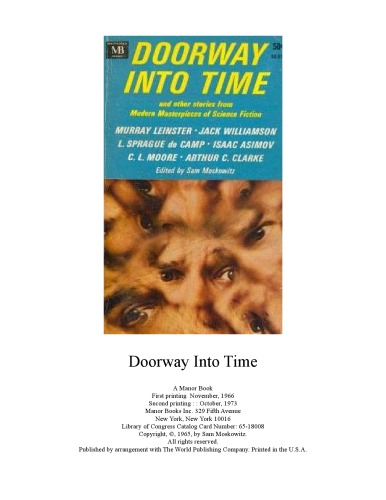 MB
50¢
DOORWAY
INTO TIME
and other stories from
Modern Masterpieces of Science Fiction
MURRAY LEINSTER · JACK WILLIAMSON
L. SPRAGUE de CAMP · ISAAC ASIMOV
C. L. MOORE · ARTHUR C. CLARKE
Edited by Sam Moskowitz
Doorway Into Time
A Manor Book
First printing  November, 1966
Second printing : : October, 1973
Manor Books Inc. 329 Fifth Avenue
New York, New York 10016
Library of Congress Catalog Card Number: 65-18008
Copyright, ©, 1965, by Sam Moskowitz.
All rights reserved.
Published by arrangement with The World Publishing Company. Printed in the U.S.A.